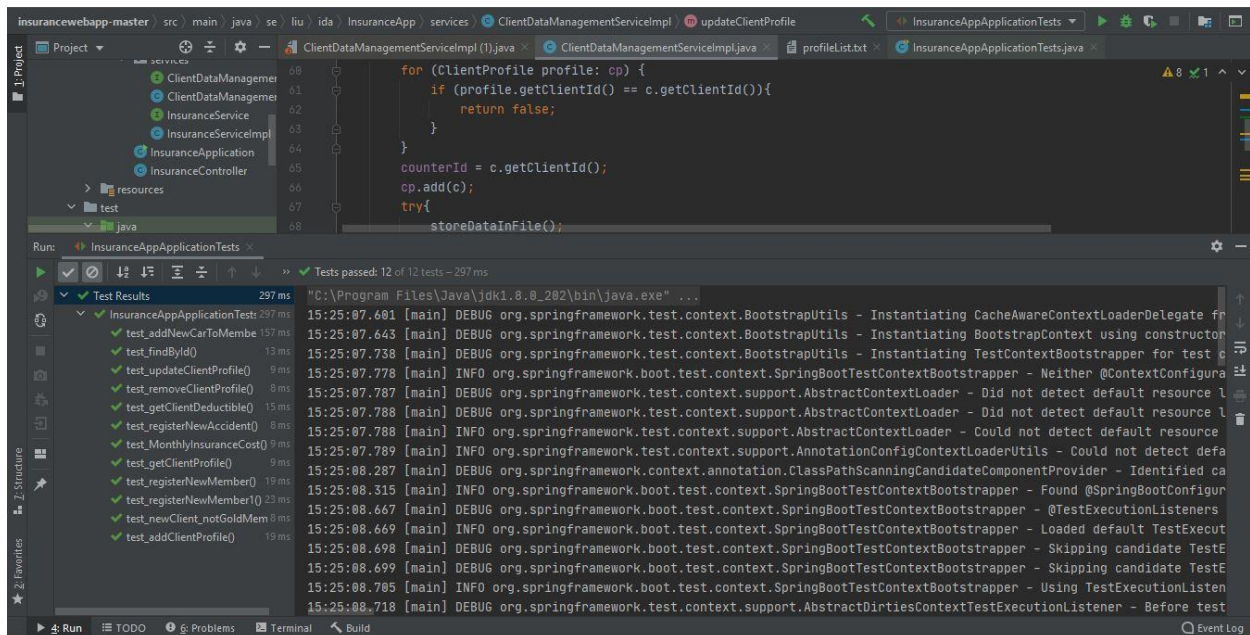 insurancewebapp-master > src > main > java > se > liu > ida > InsuranceApp > services > ClientDataManagementServiceImpl > updateClientProfile
InsuranceAppApplicationTests
Project
ClientDataManagementServiceImpl (1).java
ClientDataManagementServiceImpl.java
profileList.txt
InsuranceAppApplicationTests.java
1: Project
services
ClientDataManagemer
ClientDataManagemer
InsuranceService
InsuranceServiceImpl
InsuranceApplication
InsuranceController
resources
test
java
8 1
60 for (ClientProfile profile: cp) {
61 if (profile.getClientId() == c.getClientId()){
62 return false;
63 }
64 }
65 counterId = c.getClientId();
66 cp.add(c);
67 try{
68 storeDataInFile();
Run: InsuranceAppApplicationTests
» Tests passed: 12 of 12 tests – 297 ms
Test Results 297 ms
InsuranceAppApplicationTests 297 ms
test_addNewCarToMembe 157 ms
test_findById() 13 ms
test_updateClientProfile() 9 ms
test_removeClientProfile() 8 ms
test_getClientDeductible() 15 ms
test_registerNewAccident() 8 ms
test_MonthlyInsuranceCost() 9 ms
test_getClientProfile() 9 ms
test_registerNewMember() 19 ms
test_registerNewMember1() 23 ms
test_newClient_notGoldMem 8 ms
test_addClientProfile() 19 ms
"C:\Program Files\Java\jdk1.8.0_202\bin\java.exe" ...
15:25:07.601 [main] DEBUG org.springframework.test.context.BootstrapUtils - Instantiating CacheAwareContextLoaderDelegate fr
15:25:07.643 [main] DEBUG org.springframework.test.context.BootstrapUtils - Instantiating BootstrapContext using constructor
15:25:07.738 [main] DEBUG org.springframework.test.context.BootstrapUtils - Instantiating TestContextBootstrapper for test c
15:25:07.778 [main] INFO org.springframework.boot.test.context.SpringBootTestContextBootstrapper - Neither @ContextConfigura
15:25:07.787 [main] DEBUG org.springframework.test.context.support.AbstractContextLoader - Did not detect default resource l
15:25:07.788 [main] DEBUG org.springframework.test.context.support.AbstractContextLoader - Did not detect default resource l
15:25:07.788 [main] INFO org.springframework.test.context.support.AbstractContextLoader - Could not detect default resource
15:25:07.789 [main] INFO org.springframework.test.context.support.AnnotationConfigContextLoaderUtils - Could not detect defa
15:25:08.287 [main] DEBUG org.springframework.context.annotation.ClassPathScanningCandidateComponentProvider - Identified ca
15:25:08.315 [main] INFO org.springframework.boot.test.context.SpringBootTestContextBootstrapper - Found @SpringBootConfigur
15:25:08.667 [main] DEBUG org.springframework.boot.test.context.SpringBootTestContextBootstrapper - @TestExecutionListeners
15:25:08.669 [main] INFO org.springframework.boot.test.context.SpringBootTestContextBootstrapper - Loaded default TestExecut
15:25:08.698 [main] DEBUG org.springframework.boot.test.context.SpringBootTestContextBootstrapper - Skipping candidate TestE
15:25:08.699 [main] DEBUG org.springframework.boot.test.context.SpringBootTestContextBootstrapper - Skipping candidate TestE
15:25:08.705 [main] INFO org.springframework.boot.test.context.SpringBootTestContextBootstrapper - Using TestExecutionListen
15:25:08.718 [main] DEBUG org.springframework.test.context.support.AbstractDirtiesContextTestExecutionListener - Before test
Z: Structure
2: Favorites
4: Run TODO 6: Problems Terminal Build Event Log